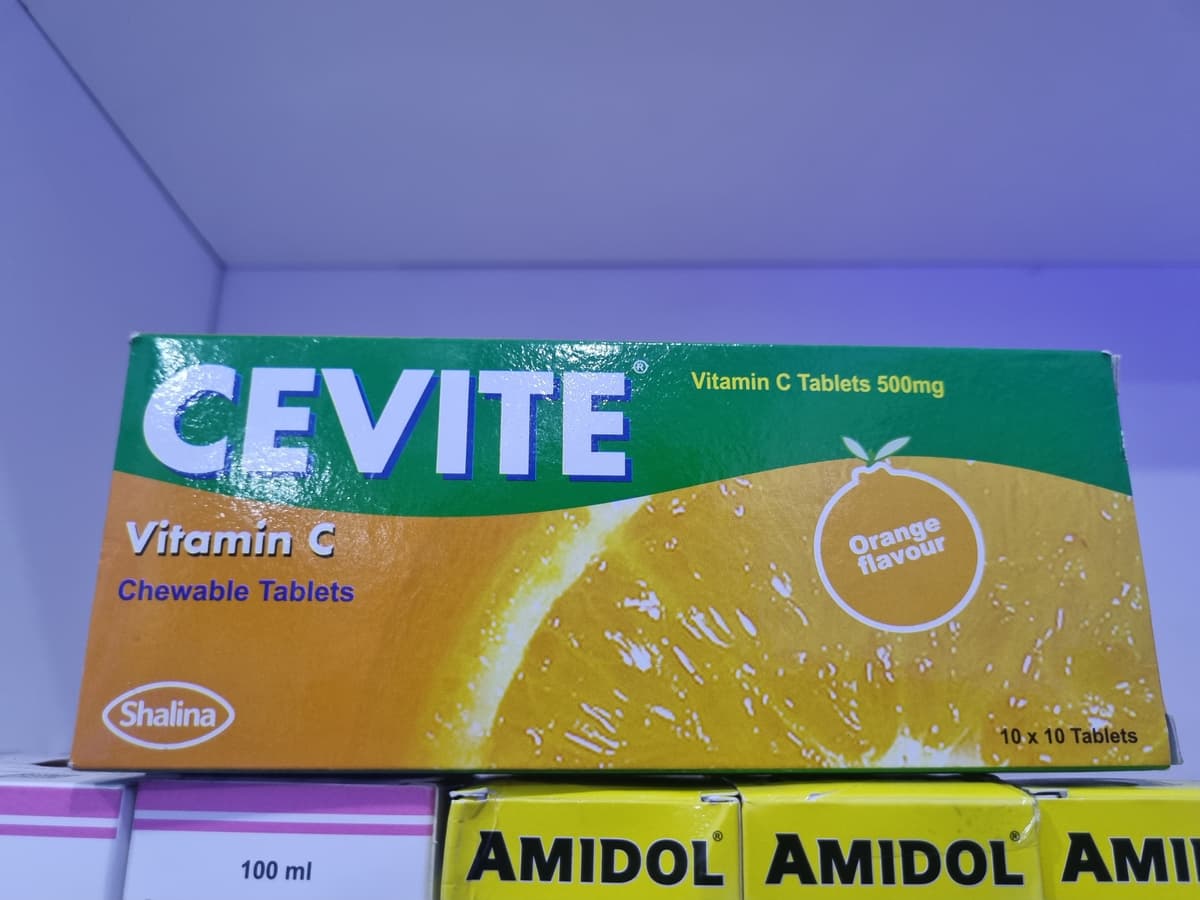 CEVITE®
Vitamin C Tablets 500mg
Vitamin C
Chewable Tablets
Orange
flavour
Shalina
10 x 10 Tablets
100 ml
AMIDOL®
AMIDOL®
AMI